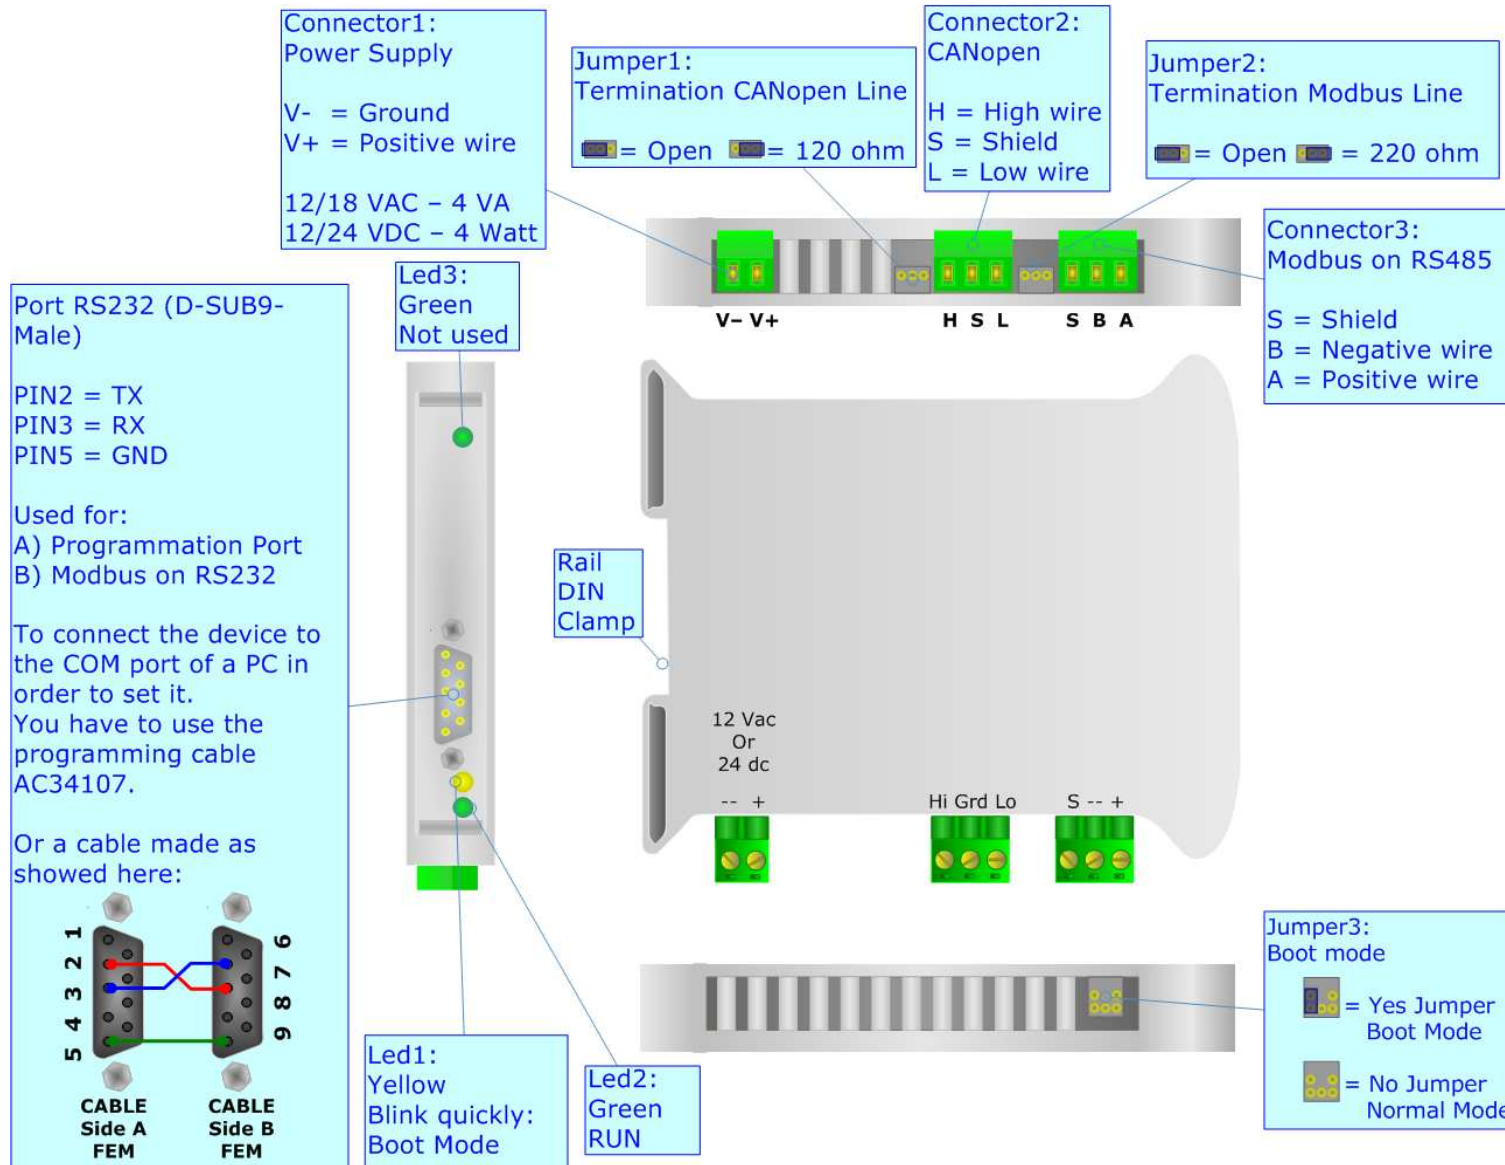 Connector1:
Power Supply
V- = Ground
V+ = Positive wire
12/18 VAC – 4 VA
12/24 VDC – 4 Watt
Jumper1:
Termination CANopen Line
= Open = 120 ohm
Connector2:
CANopen
H = High wire
S = Shield
L = Low wire
Jumper2:
Termination Modbus Line
= Open = 220 ohm
Connector3:
Modbus on RS485
S = Shield
B = Negative wire
A = Positive wire
V– V+
H S L
S B A
Led3:
Green
Not used
Port RS232 (D-SUB9-
Male)
PIN2 = TX
PIN3 = RX
PIN5 = GND
Used for:
A) Programmation Port
B) Modbus on RS232
To connect the device to
the COM port of a PC in
order to set it.
You have to use the
programming cable
AC34107.
Or a cable made as
showed here:
1
2
3
4
5
6
7
8
9
CABLE
Side A
FEM
CABLE
Side B
FEM
Rail
DIN
Clamp
12 Vac
Or
24 dc
-- +
Hi Grd Lo
S -- +
Led1:
Yellow
Blink quickly:
Boot Mode
Led2:
Green
RUN
Jumper3:
Boot mode
= Yes Jumper
Boot Mode
= No Jumper
Normal Mode